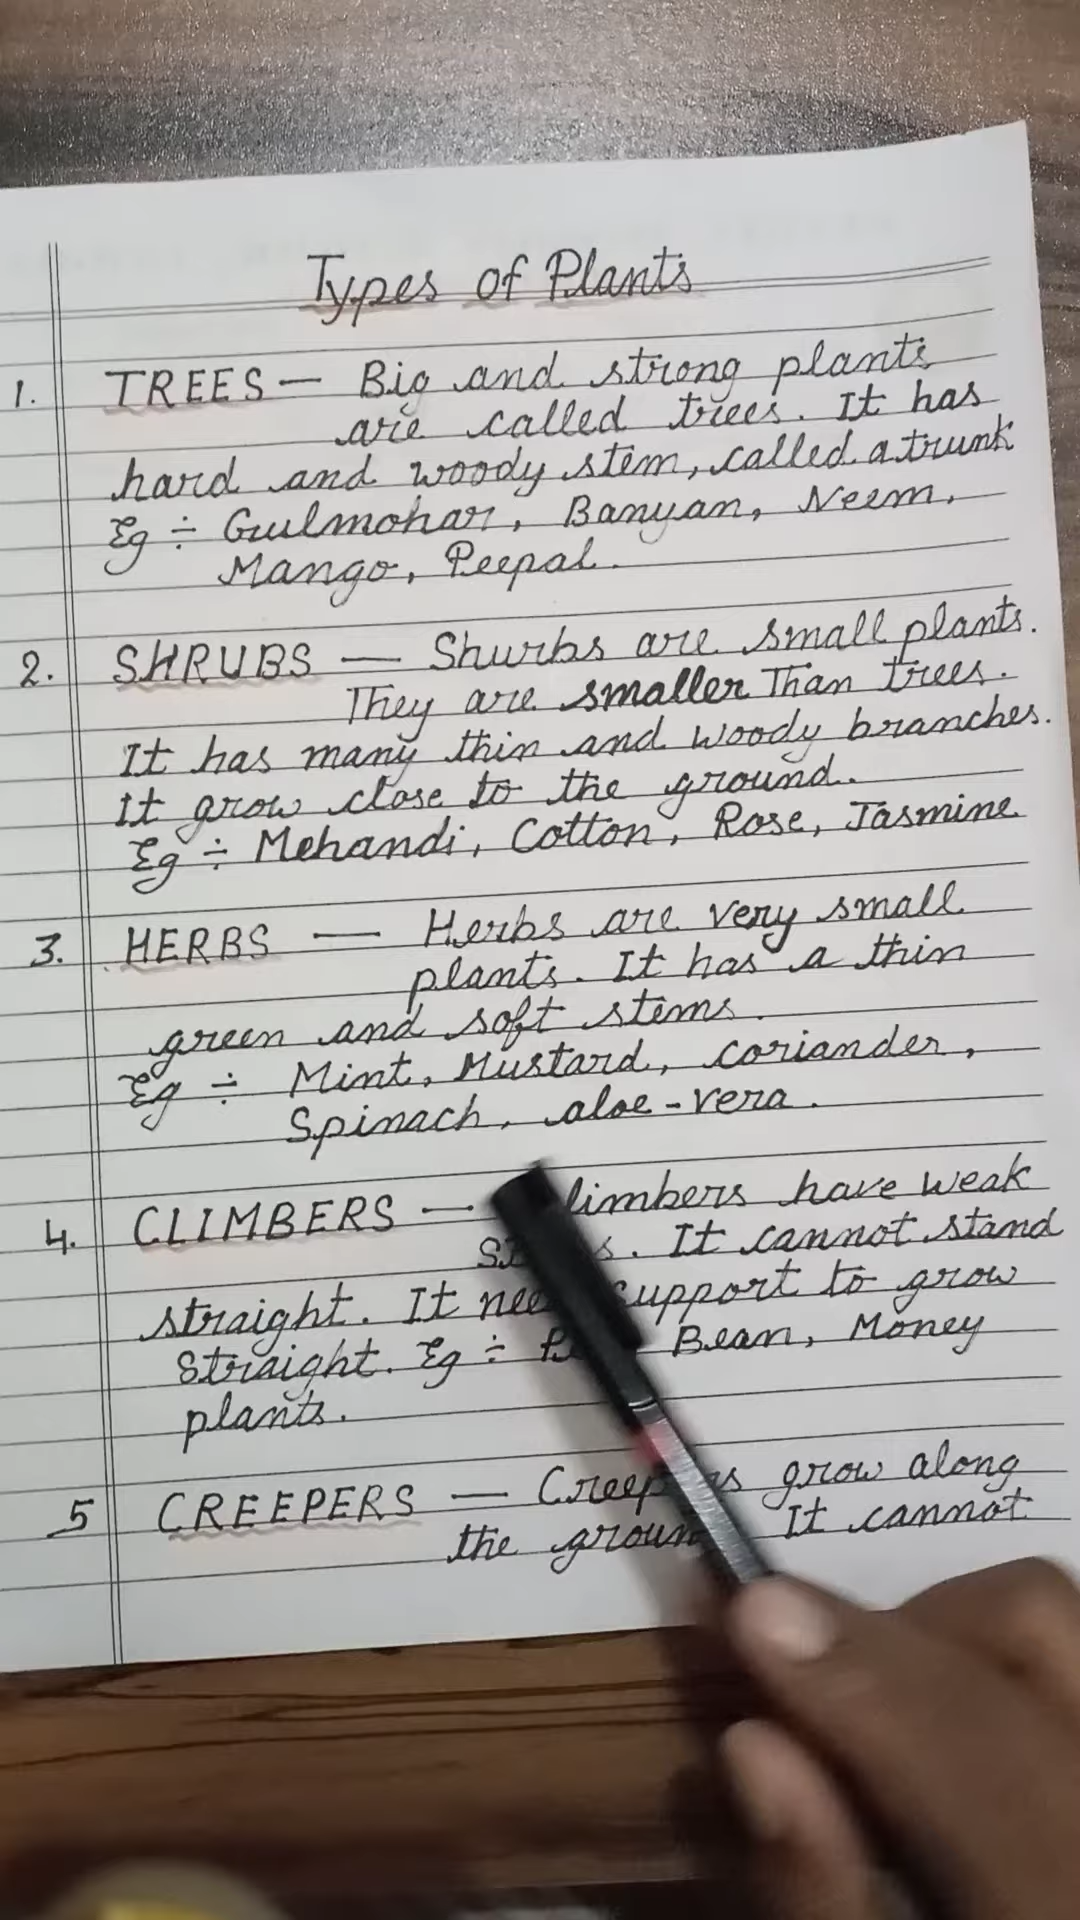 Types of Plants
1. TREES — Big and strong plants
are called trees. It has
hard and woody stem, called a trunk
Eg ÷ Gulmohar, Banyan, Neem,
Mango, Peepal.
2. SHRUBS — Shurbs are small plants.
They are smaller Than trees.
It has many thin and woody branches.
It grow close to the ground.
Eg ÷ Mehandi, Cotton, Rose, Jasmine
3. HERBS — Herbs are very small
plants. It has a thin
green and soft stems.
Eg ÷ Mint, Mustard, coriander,
Spinach, aloe-vera.
4. CLIMBERS — limbers have weak
. It cannot stand
straight. It support to grow
Straight. Eg ÷ Bean, Money
plants.
5 CREEPERS — Creepers grow along
the ground It cannot